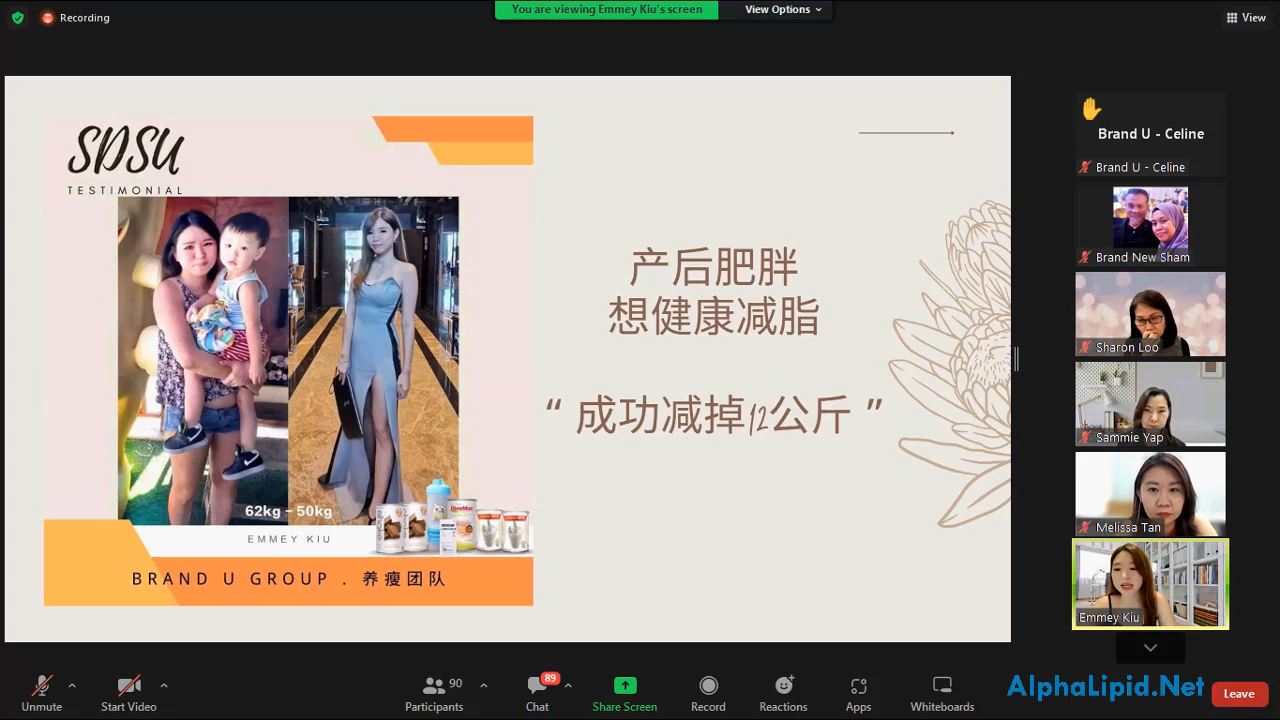 Recording
You are viewing Emmey Kiu's screen
View Options
View
SDSU
TESTIMONIAL
62kg – 50kg
EMMEY KIU
BRAND U GROUP . 养瘦团队
产后肥胖
想健康减脂
“ 成功减掉12公斤 ”
Brand U - Celine
Brand U - Celine
Brand New Sham
Sharon Loo
Sammie Yap
Melissa Tan
Emmey Kiu
Unmute
Start Video
90
Participants
89
Chat
Share Screen
Record
Reactions
Apps
Whiteboards
AlphaLipid.Net
Leave